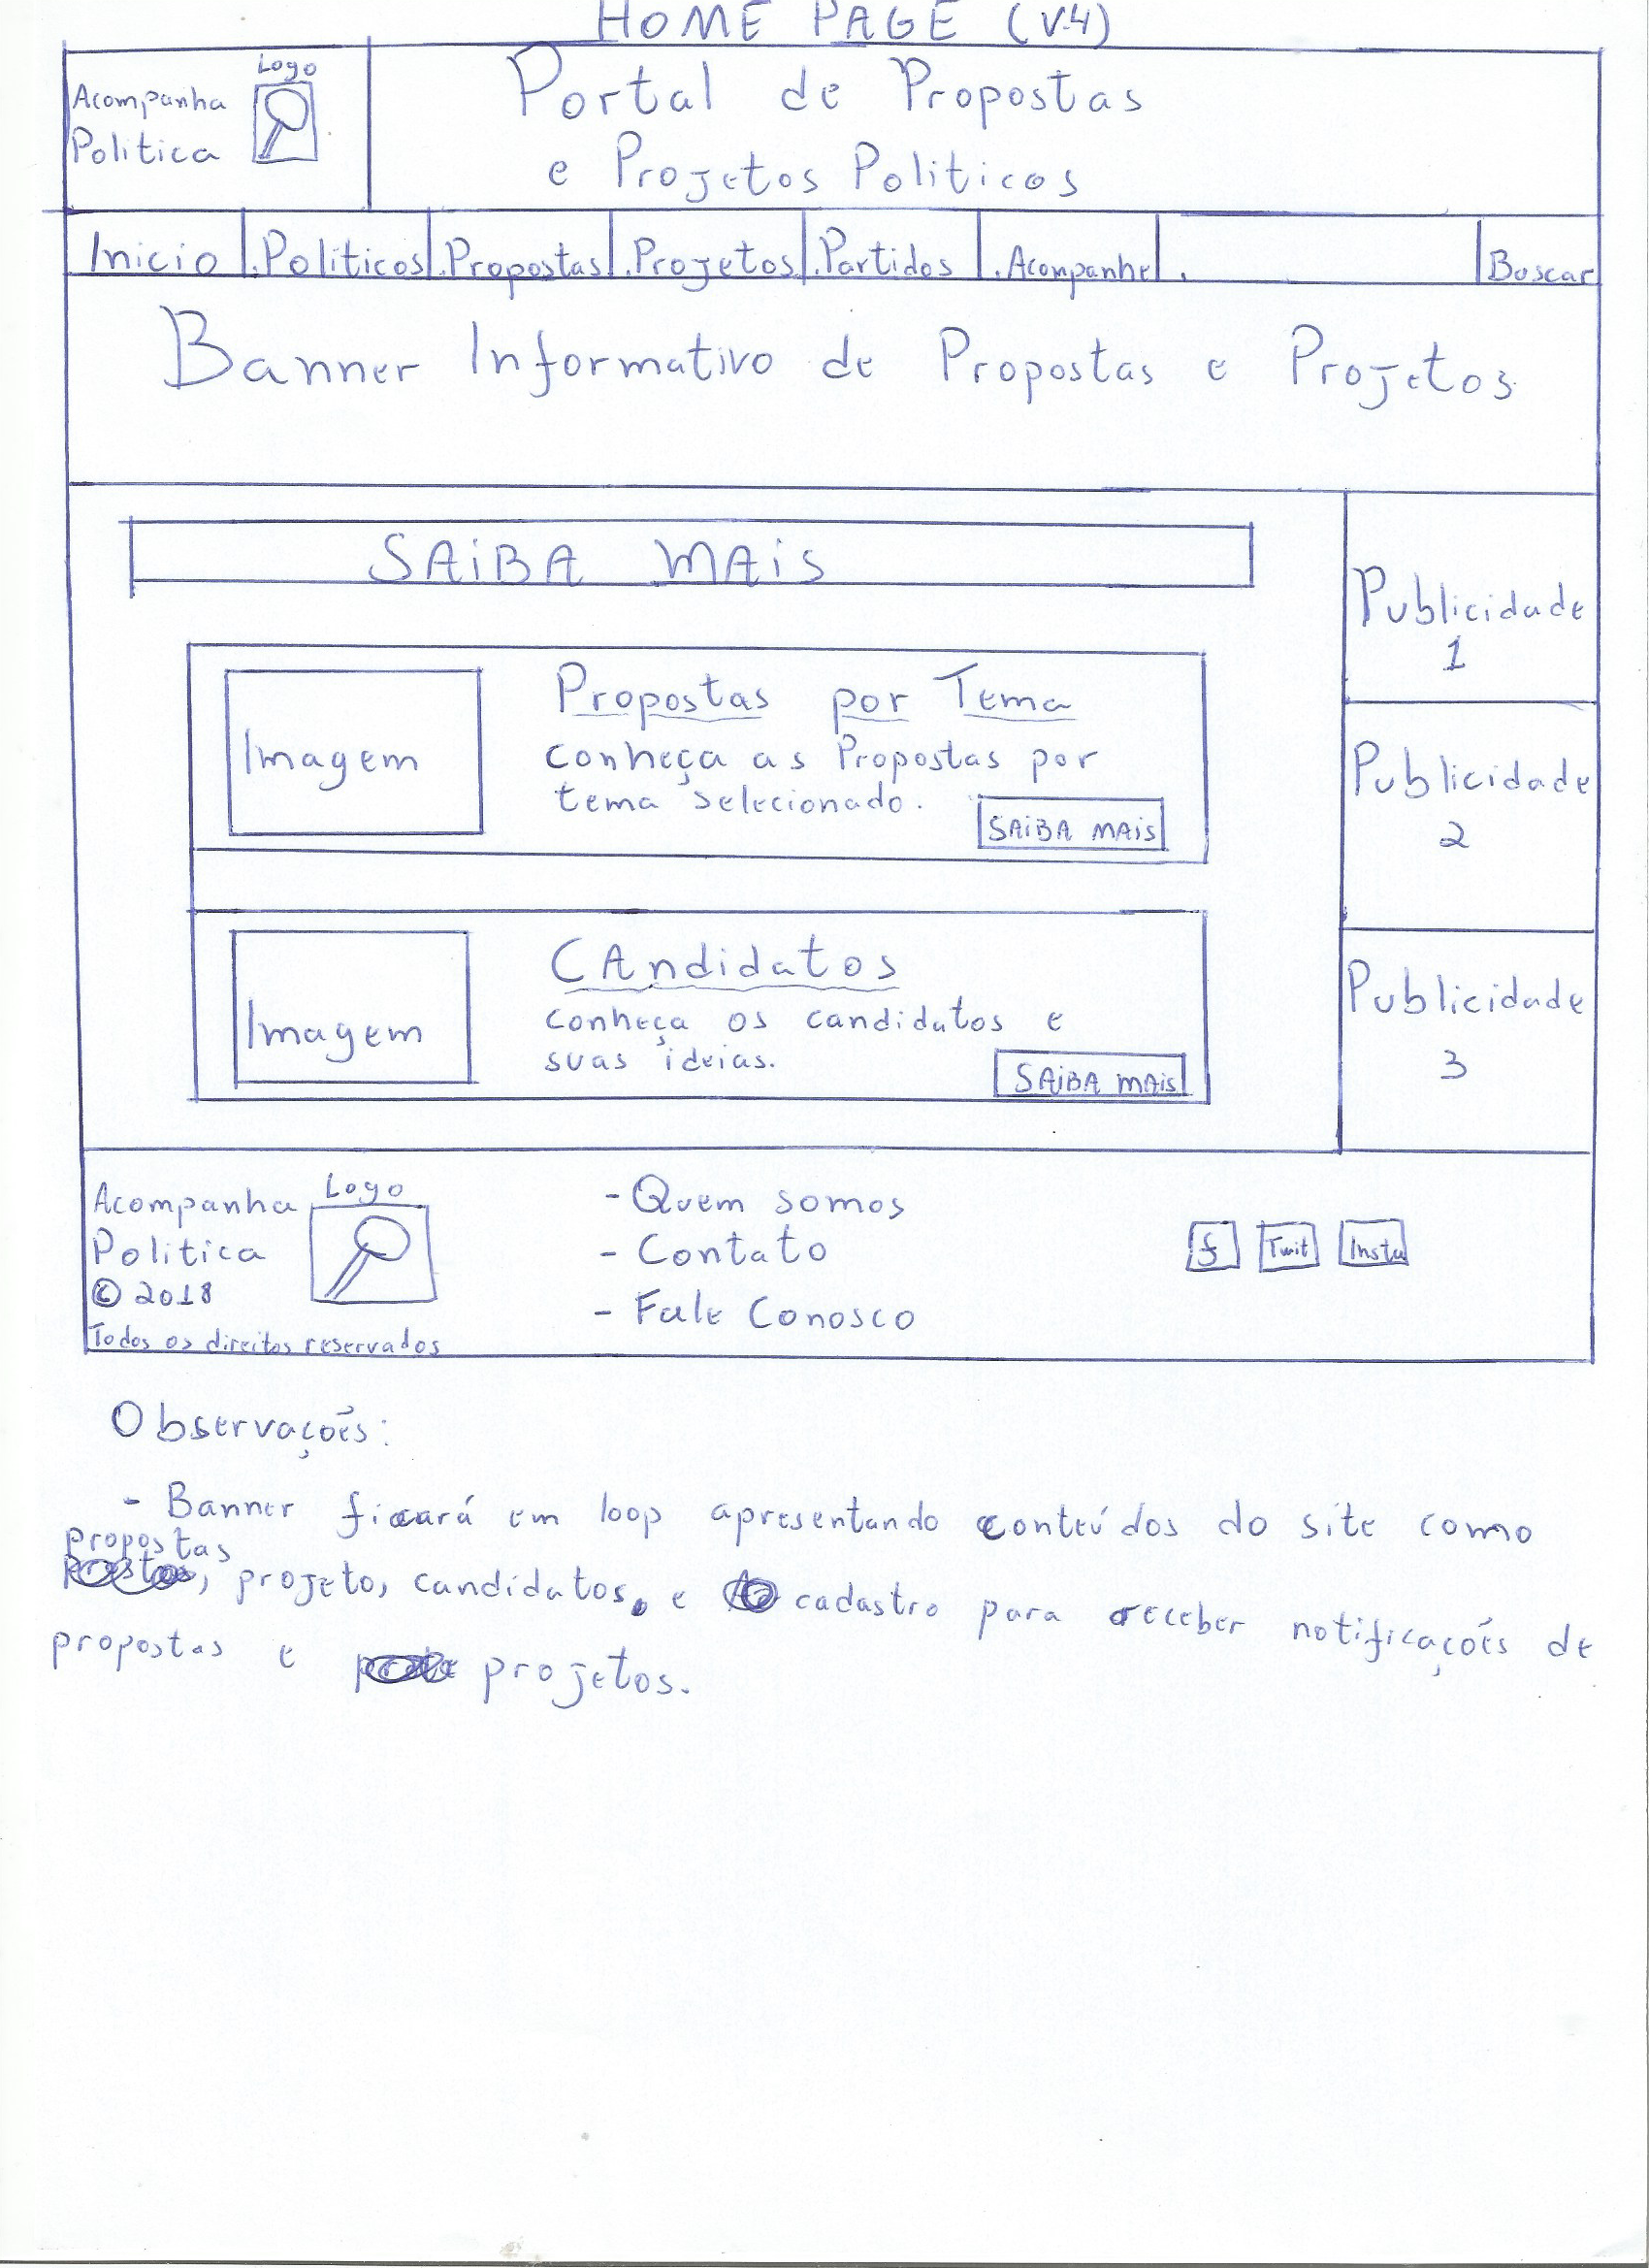 HOME PAGE (V.4)
Logo
Acompanha
Politica
Portal de Propostas
e Projetos Politicos
Inicio
Politicos
Propostas
Projetos
Partidos
Acompanhe
Buscar
Banner Informativo de Propostas e Projetos
SAiBA MAiS
Imagem
Propostas por Tema
conheça as Propostas por
tema selecionado.
SAiBA MAiS
Imagem
CAndidatos
conheça os candidatos e
suas ideias.
SAiBA MAiS
Publicidade
1
Publicidade
2
Publicidade
3
Acompanha
Politica
© 2018
Todos os direitos reservados
Logo
- Quem somos
- Contato
- Fale Conosco
f
Twit
Insta
Observações:
- Banner ficará em loop apresentando conteúdos do site como
propostas
, projeto, candidatos, e cadastro para receber notificações de
propostas e projetos.